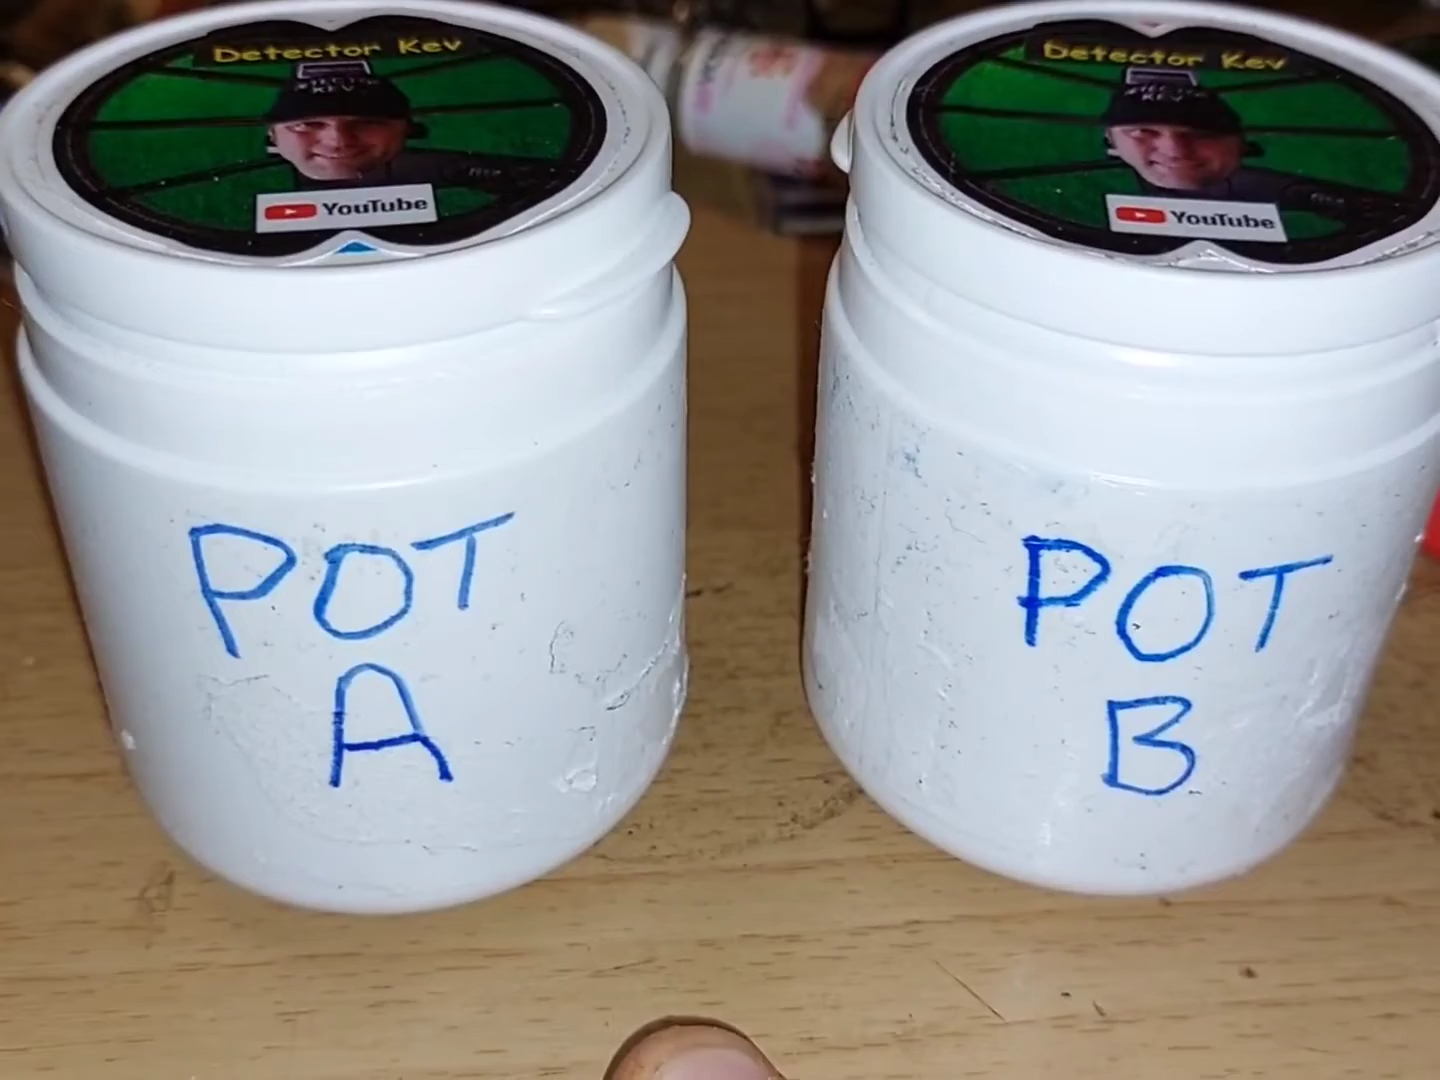 Detector Kev
YouTube
POT
A
Detector Kev
YouTube
POT
B